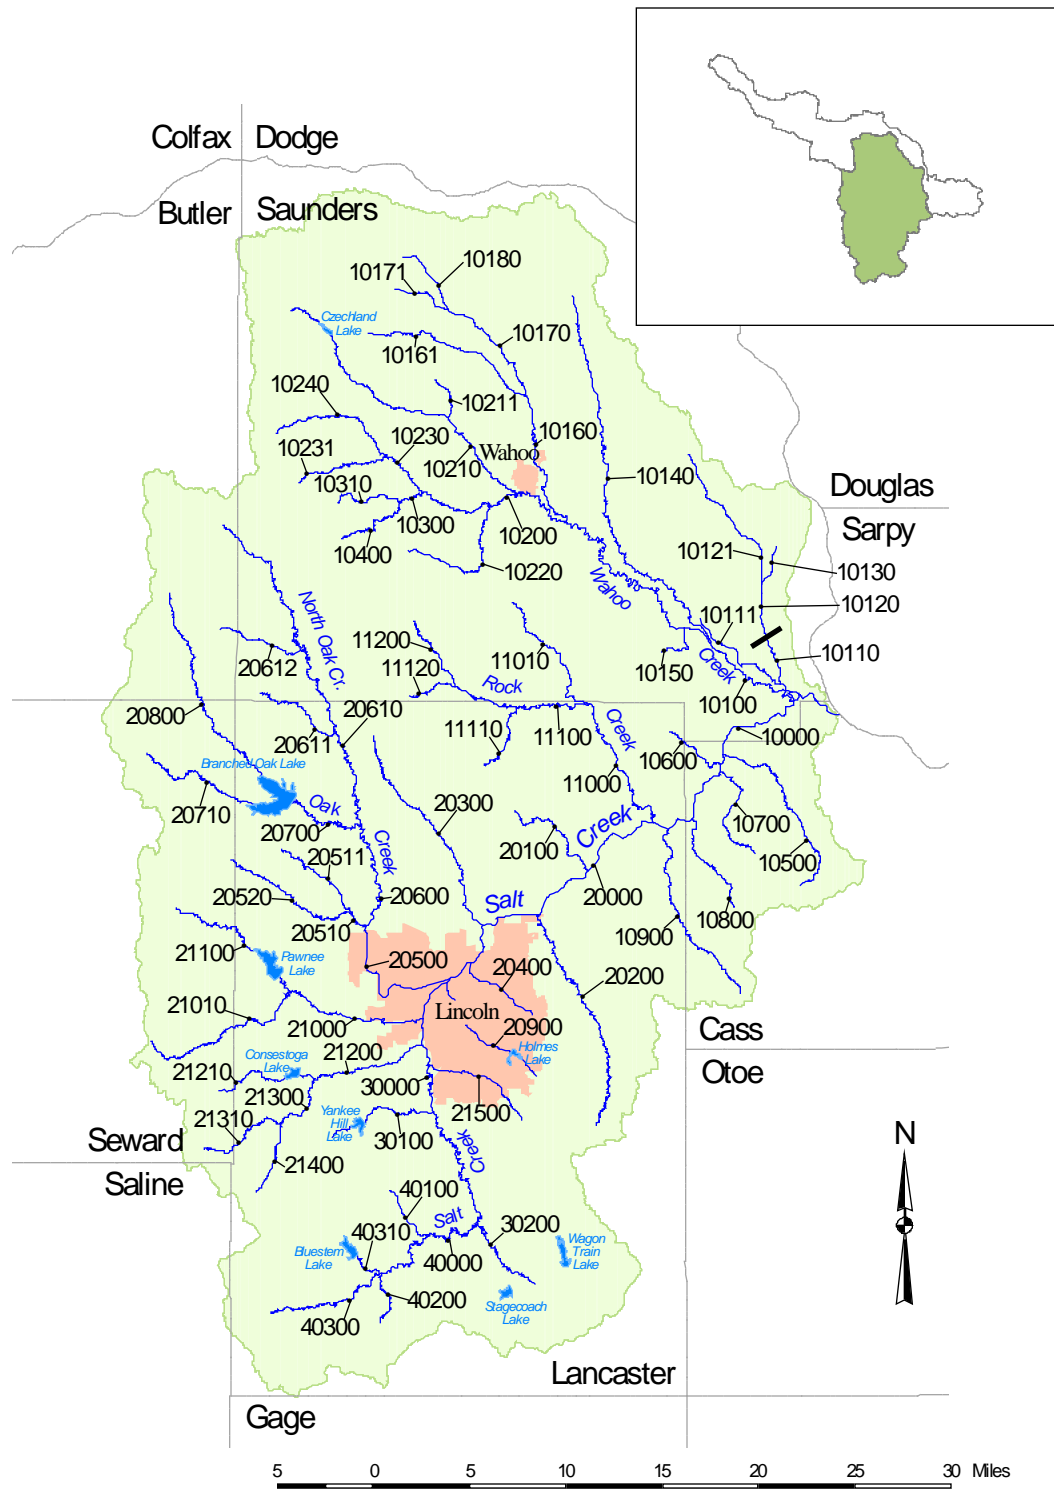 Colfax
Dodge
Butler
Saunders
10171
10180
Czechland
Lake
10161
10170
10240
10211
10231
10230
10160
Wahoo
10210
10310
10140
Douglas
10300
10200
Sarpy
10400
10220
10121
10130
Wahoo
North Oak Cr.
10120
10111
11200
11010
20612
11120
10150
Creek
10110
Rock
20800
20610
10100
20611
11110
11100
Creek
10000
10600
Branched Oak Lake
11000
20710
Oak
20300
Creek
10700
20700
20100
10500
20511
Creek
20520
20600
Salt
20000
10800
20510
10900
21100
Pawnee
Lake
20500
20400
20200
21010
Lincoln
21000
20900
Cass
Consestoga
Lake
21200
Holmes
Lake
Otoe
21210
30000
21300
21500
21310
Yankee
Hill
Lake
30100
Seward
Creek
N
21400
Saline
40100
Salt
40310
30200
Bluestem
Lake
40000
Wagon
Train
Lake
40200
Stagecoach
Lake
40300
Lancaster
Gage
5 0 5 10 15 20 25 30 Miles